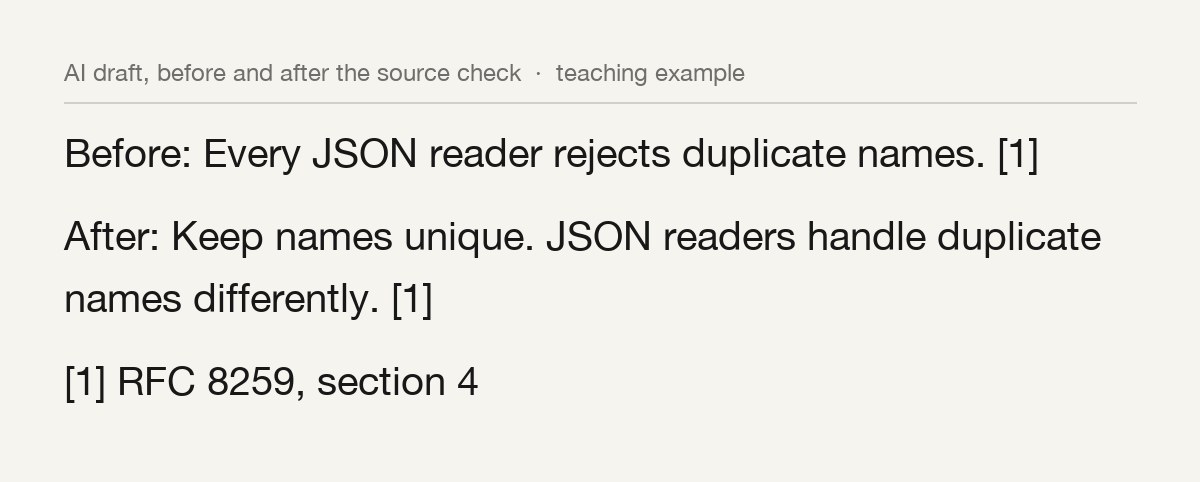 AI draft, before and after the source check · teaching example
Before: Every JSON reader rejects duplicate names. [1]
After: Keep names unique. JSON readers handle duplicate
names differently. [1]
[1] RFC 8259, section 4